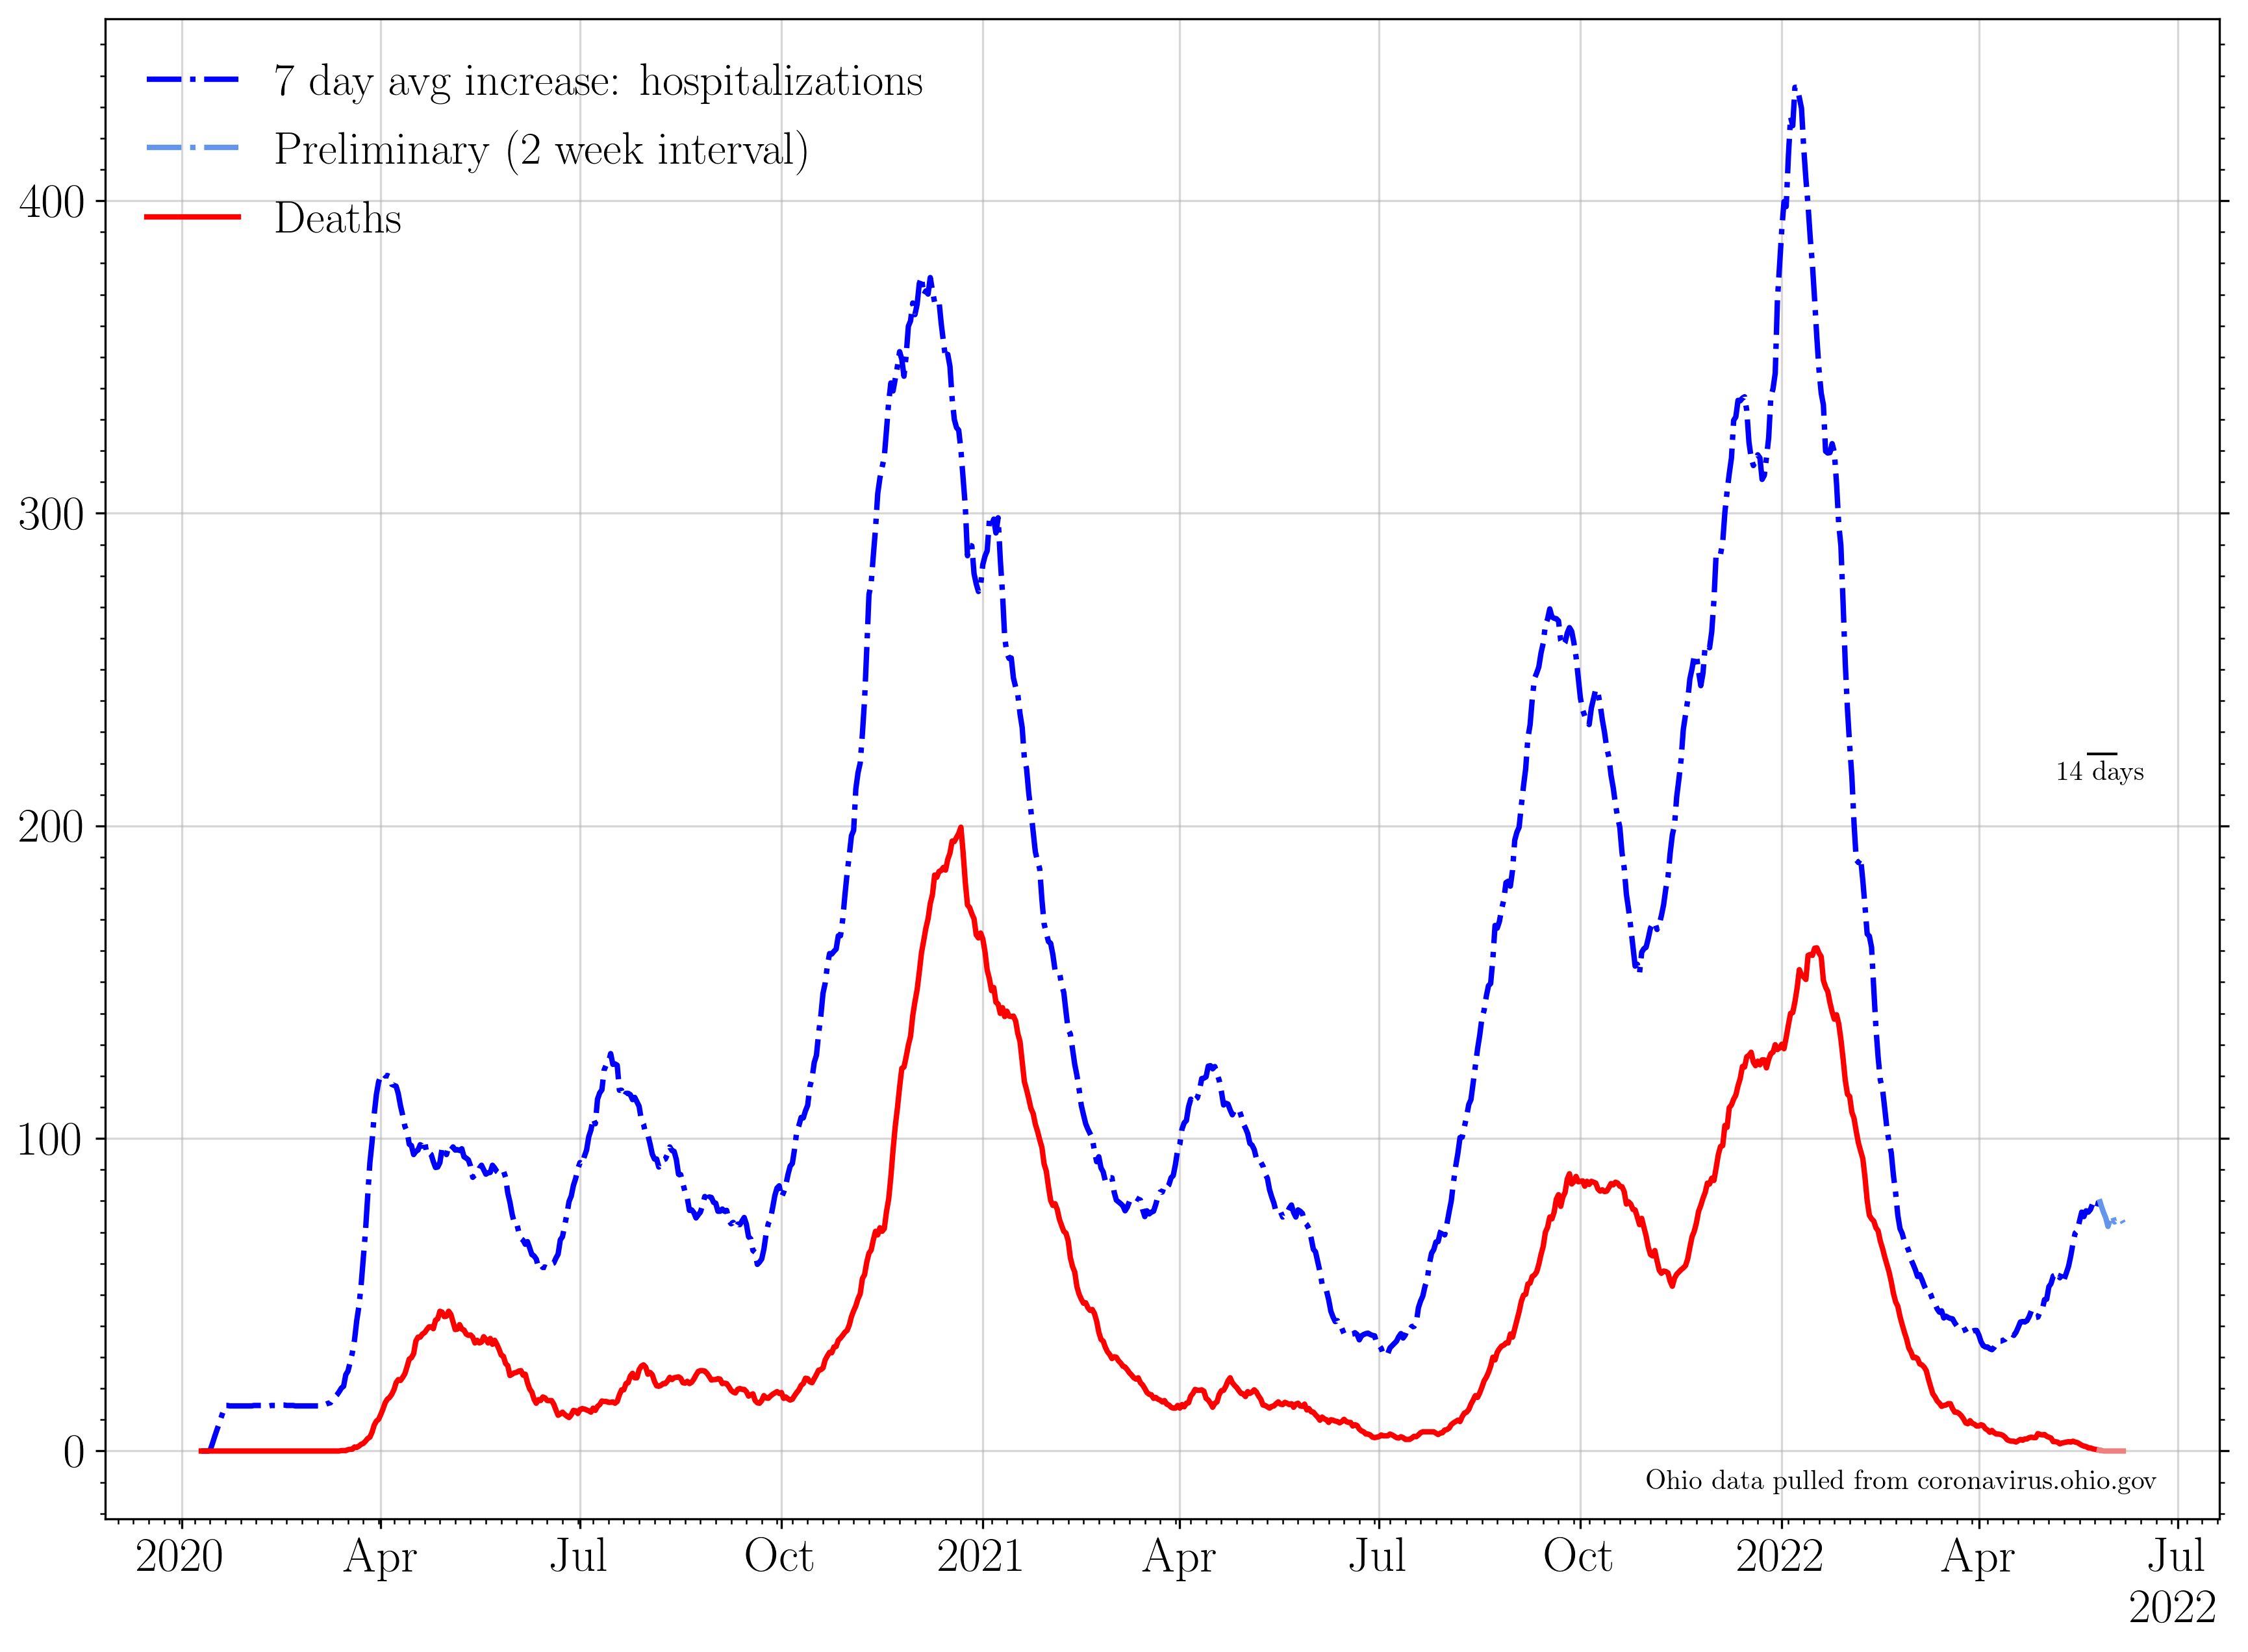 7 day avg increase: hospitalizations
Preliminary (2 week interval)
Deaths
400
300
200
100
0
14 days
Ohio data pulled from coronavirus.ohio.gov
2020 Apr Jul Oct 2021 Apr Jul Oct 2022 Apr Jul
2022